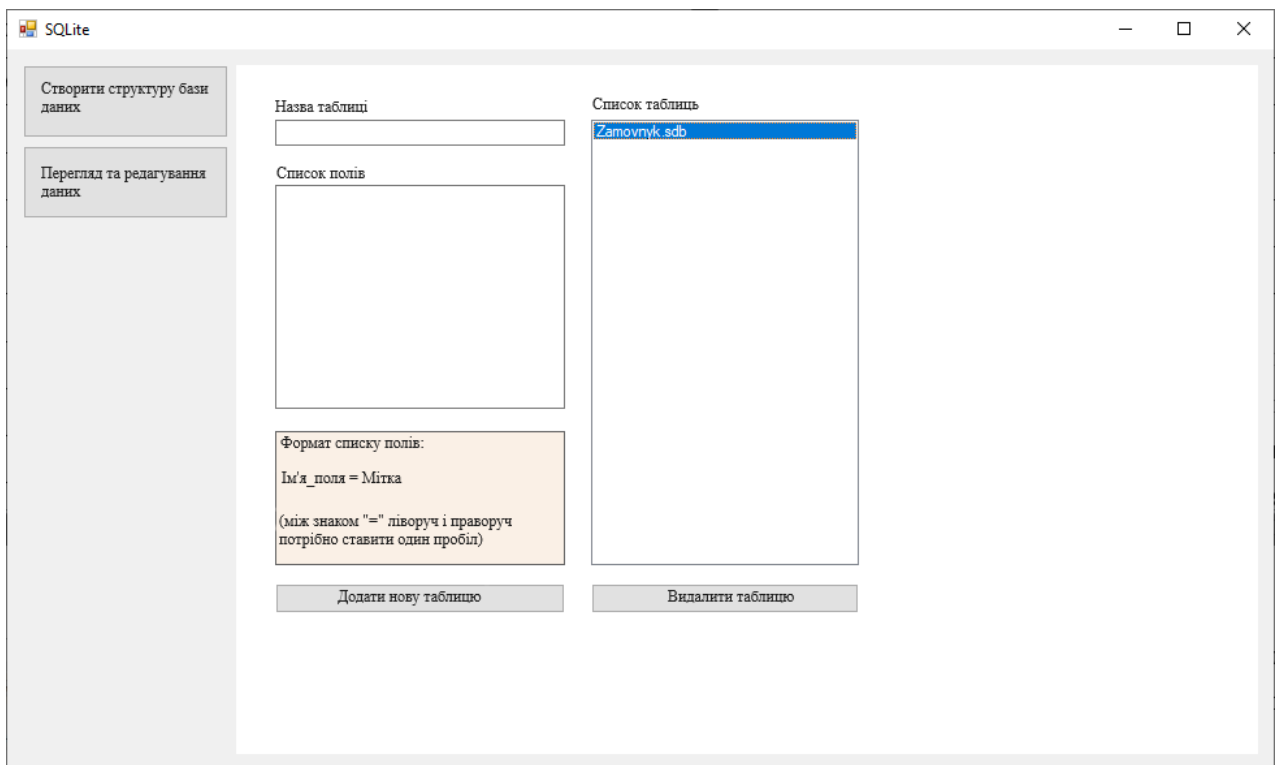 SQLite
Створити структуру бази
даних
Перегляд та редагування
даних
Назва таблиці
Список полів
Формат списку полів:
Ім'я_поля = Мітка
(між знаком "=" ліворуч і праворуч
потрібно ставити один пробіл)
Додати нову таблицю
Список таблиць
Zamovnyk.sdb
Видалити таблицю